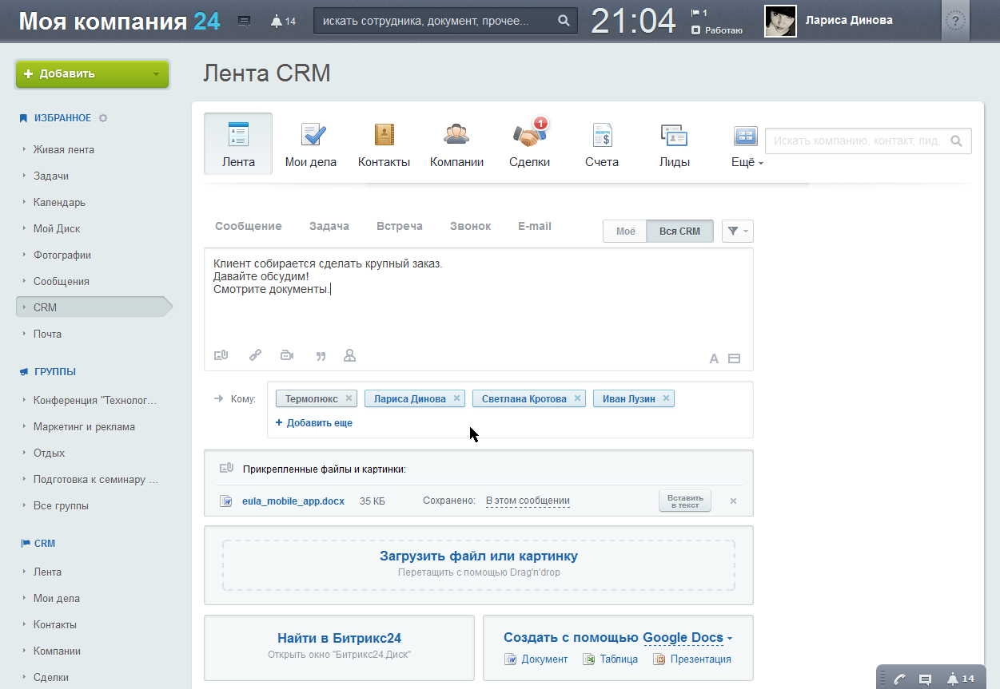 Моя компания 24
14
искать сотрудника, документ, прочее...
21:04
1
Работаю
Лариса Динова
?
Добавить
Лента CRM
ИЗБРАННОЕ
Живая лента
Задачи
Календарь
Мой Диск
Фотографии
Сообщения
CRM
Почта
ГРУППЫ
Конференция "Технолог...
Маркетинг и реклама
Отдых
Подготовка к семинару ...
Все группы
CRM
Лента
Мои дела
Контакты
Компании
Сделки
Лента
Мои дела
Контакты
Компании
1
Сделки
Счета
Лиды
Ещё
Искать компанию, контакт, лид,
Сообщение
Задача
Встреча
Звонок
E-mail
Моё
Вся CRM
Клиент собирается сделать крупный заказ.
Давайте обсудим!
Смотрите документы.
A
Кому:
Термолюкс
Лариса Динова
Светлана Кротова
Иван Лузин
+ Добавить еще
Прикрепленные файлы и картинки:
eula_mobile_app.docx
35 КБ
Сохранено:
В этом сообщении
Вставить
в текст
Загрузить файл или картинку
Перетащить с помощью Drag'n'drop
Найти в Битрикс24
Открыть окно "Битрикс24.Диск"
Создать с помощью Google Docs
Документ
Таблица
Презентация
14